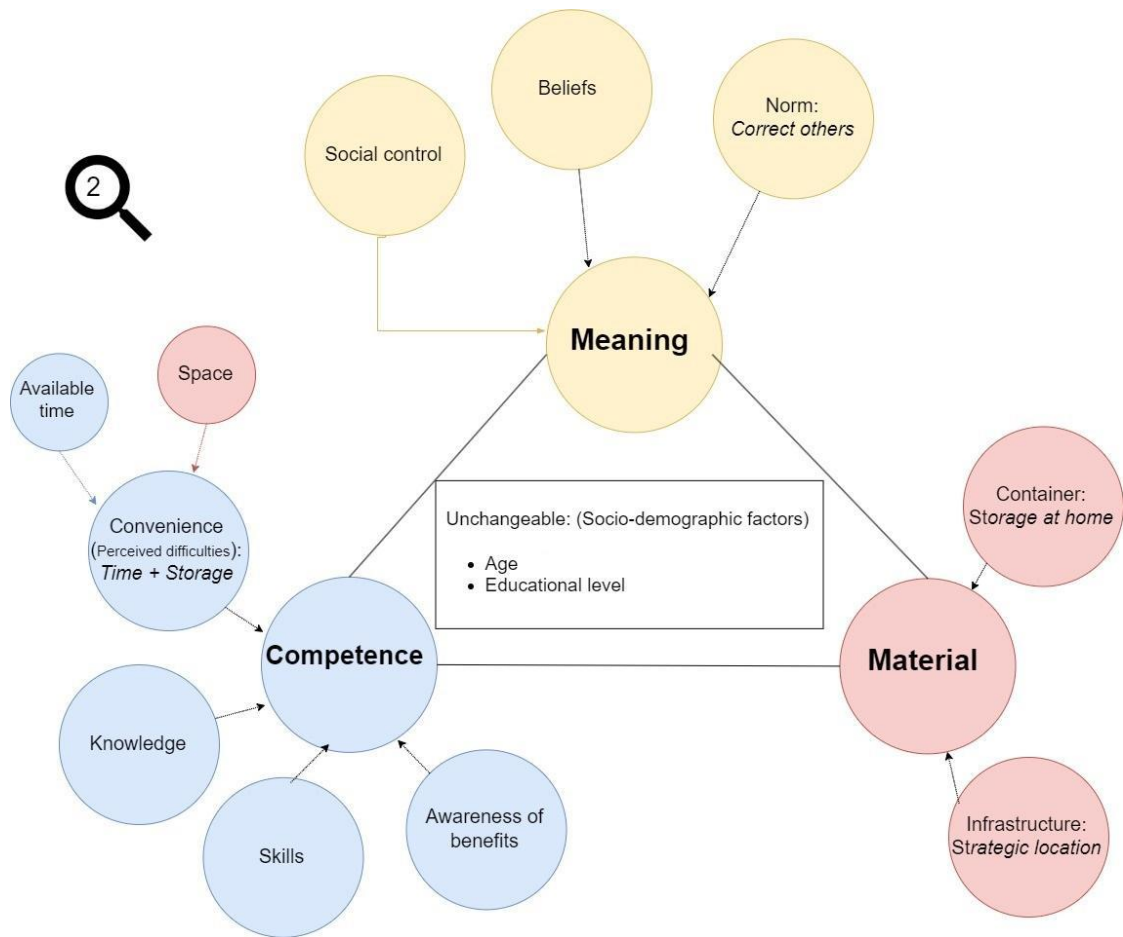 Beliefs
Norm:
Correct others
Social control
2
Meaning
Available
time
Space
Convenience
(Perceived difficulties):
Time + Storage
Unchangeable: (Socio-demographic factors)
• Age
• Educational level
Container:
Storage at home
Competence
Material
Knowledge
Skills
Awareness of
benefits
Infrastructure:
Strategic location